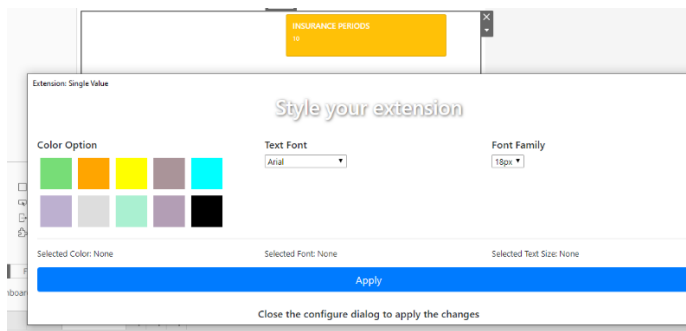 INSURANCE PERIODS
10
Extension: Single Value
Style your extension
Color Option
Text Font
Font Family
Arial
18px
Selected Color: None
Selected Font: None
Selected Text Size: None
Apply
Close the configure dialog to apply the changes